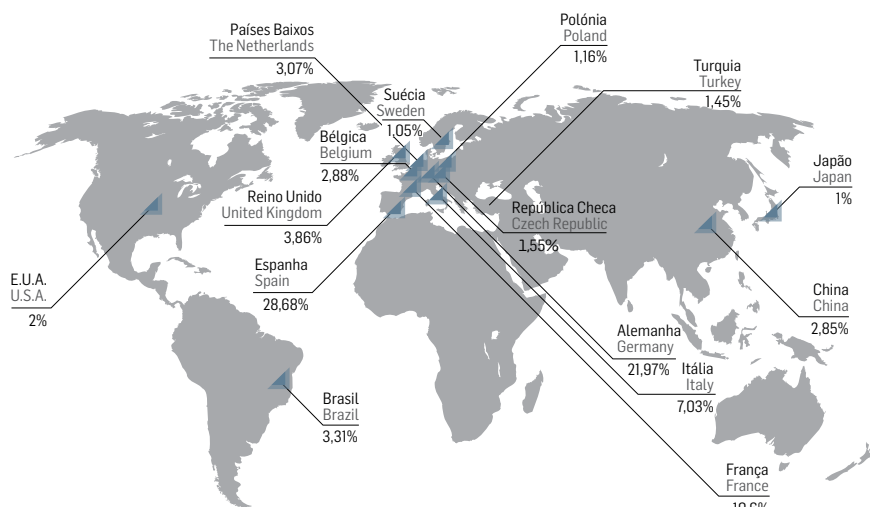 Países Baixos
The Netherlands
3,07%
Polónia
Poland
1,16%
Turquia
Turkey
1,45%
Suécia
Sweden
1,05%
Bélgica
Belgium
2,88%
Japão
Japan
1%
Reino Unido
United Kingdom
3,86%
República Checa
Czech Republic
1,55%
Espanha
Spain
28,68%
E.U.A.
U.S.A.
2%
China
China
2,85%
Alemanha
Germany
21,97%
Itália
Italy
7,03%
Brasil
Brazil
3,31%
França
France